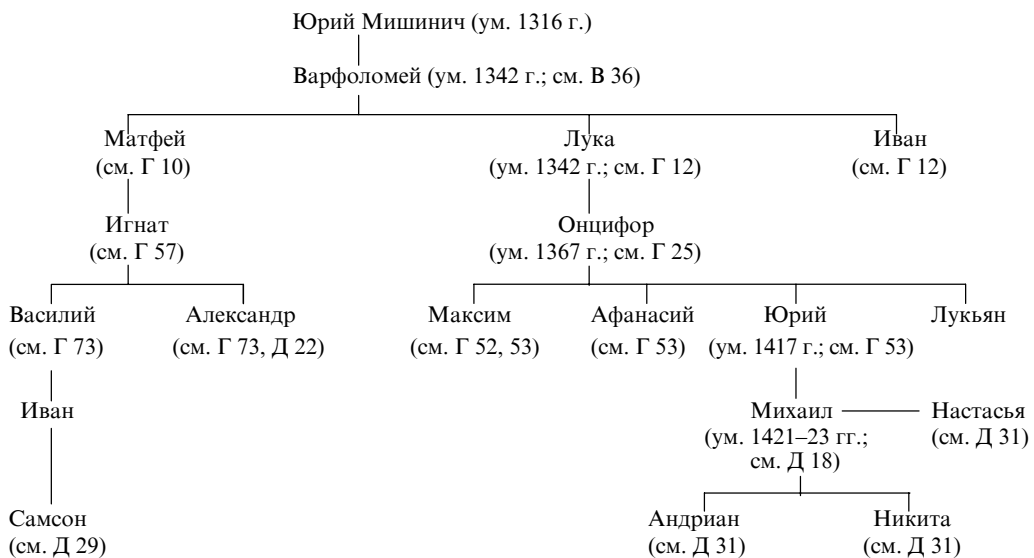 Юрий Мишинич (ум. 1316 г.)
Варфоломей (ум. 1342 г.; см. В 36)
Матфей Лука Иван
(см. Г 10) (ум. 1342 г.; см. Г 12) (см. Г 12)
Игнат Онцифор
(см. Г 57) (ум. 1367 г.; см. Г 25)
Василий Александр Максим Афанасий Юрий Лукьян
(см. Г 73) (см. Г 73, Д 22) (см. Г 52, 53) (см. Г 53) (ум. 1417 г.; см. Г 53)
Иван Михаил Настасья
(ум. 1421–23 гг.; (см. Д 31)
см. Д 18)
Самсон Андриан Никита
(см. Д 29) (см. Д 31) (см. Д 31)